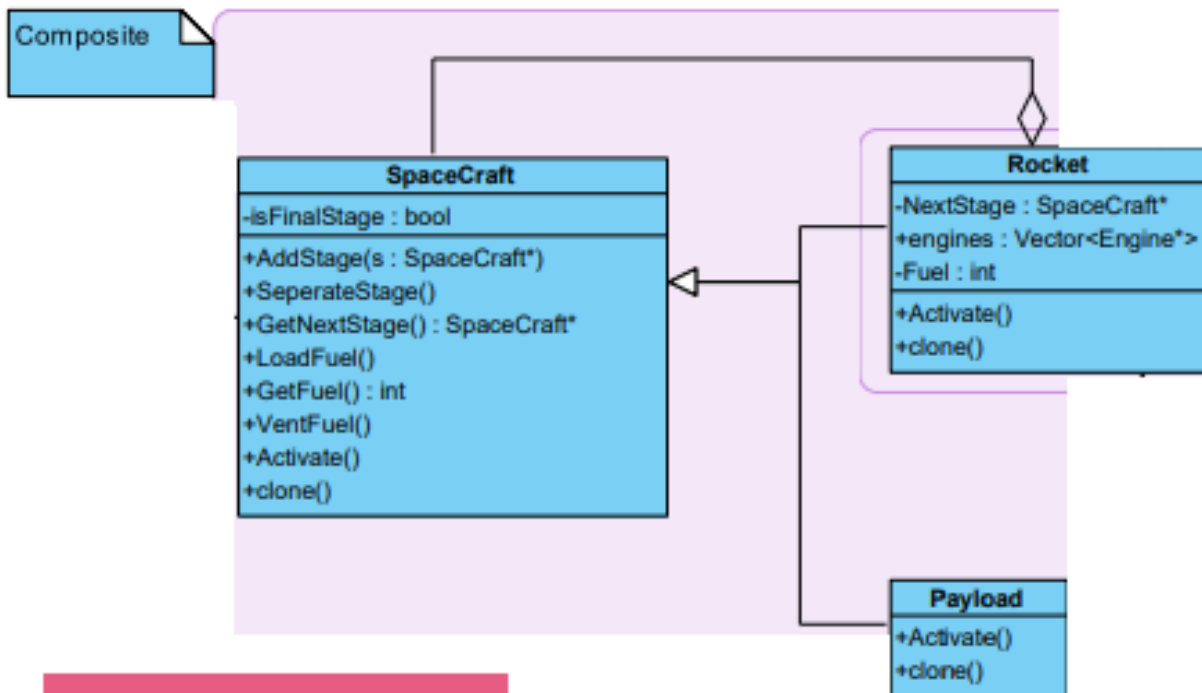 Composite
SpaceCraft
-isFinalStage : bool
+AddStage(s : SpaceCraft*)
+SeperateStage()
+GetNextStage() : SpaceCraft*
+LoadFuel()
+GetFuel() : int
+VentFuel()
+Activate()
+clone()
Rocket
-NextStage : SpaceCraft*
+engines : Vector<Engine*>
-Fuel : int
+Activate()
+clone()
Payload
+Activate()
+clone()